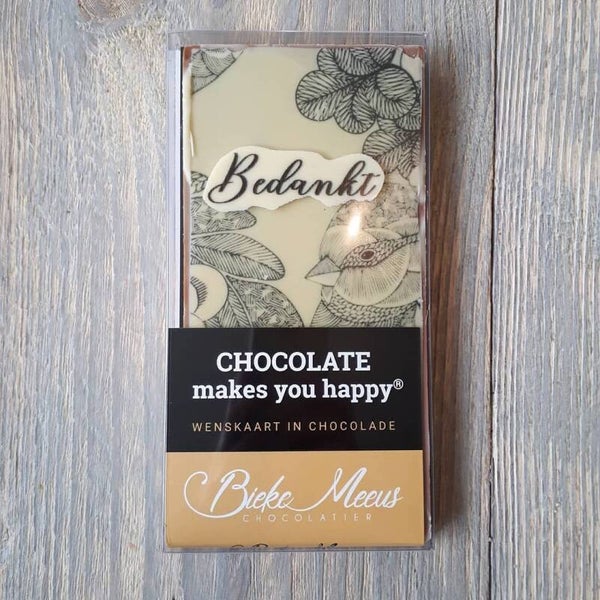 Bedankt
CHOCOLATE
makes you happy®
WENSKAART IN CHOCOLADE
Bieke Meeus
CHOCOLATIER